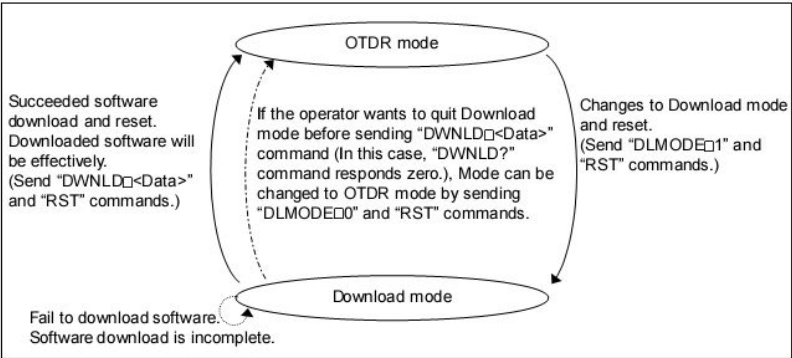 OTDR mode
Succeeded software
download and reset.
Downloaded software will
be effectively.
(Send “DWNLD□<Data>”
and “RST” commands.)
If the operator wants to quit Download
mode before sending “DWNLD□<Data>”
command (In this case, “DWNLD?”
command responds zero.), Mode can be
changed to OTDR mode by sending
“DLMODE□0” and “RST” commands.
Changes to Download mode
and reset.
(Send “DLMODE□1” and
“RST” commands.)
Download mode
Fail to download software.
Software download is incomplete.